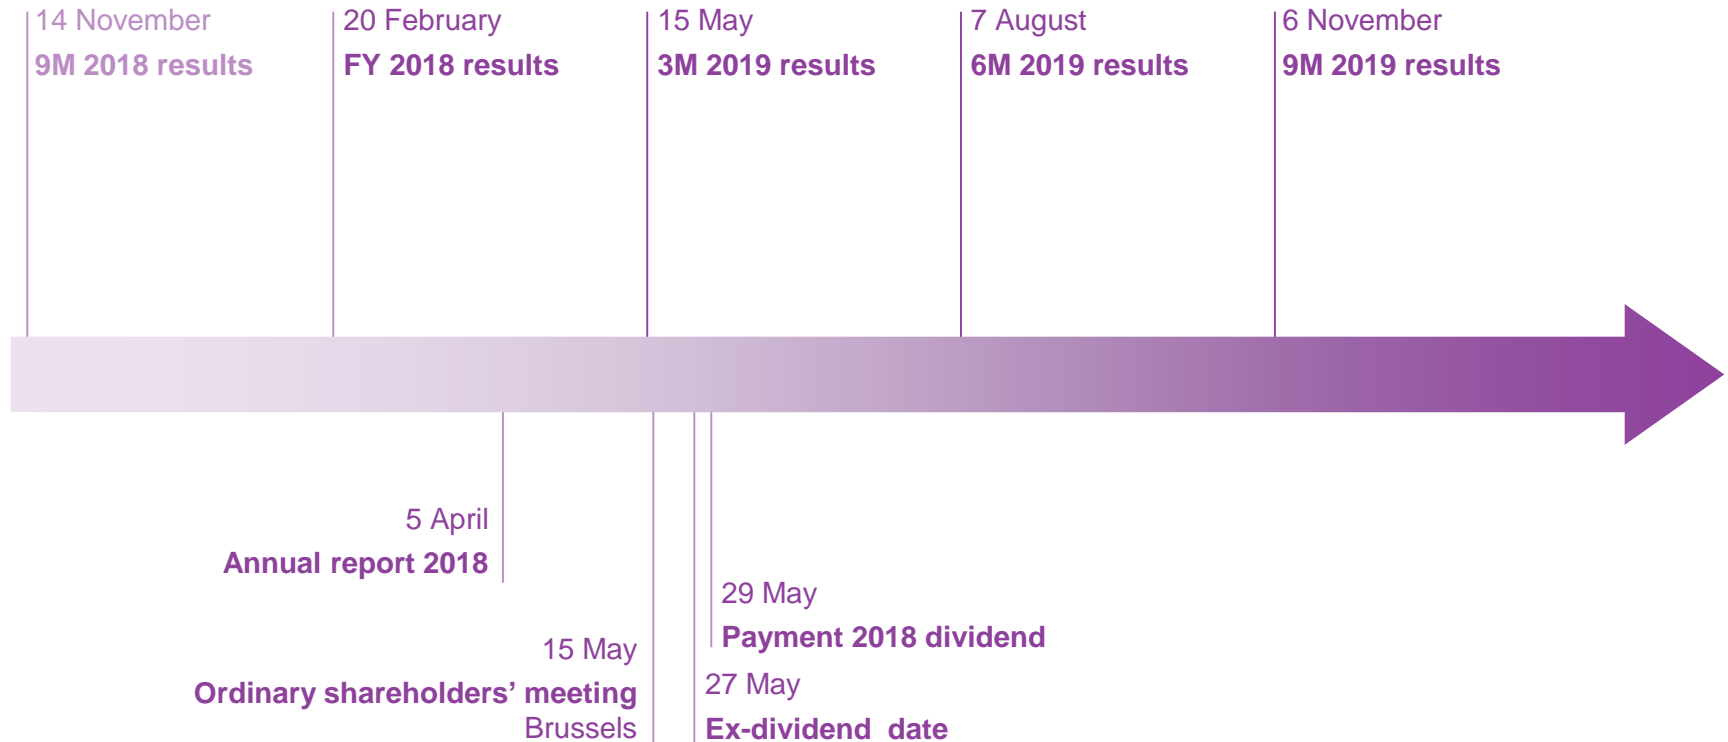 14 November
9M 2018 results
20 February
FY 2018 results
15 May
3M 2019 results
7 August
6M 2019 results
6 November
9M 2019 results
5 April
Annual report 2018
29 May
Payment 2018 dividend
15 May
Ordinary shareholders’ meeting
Brussels
27 May
Ex-dividend date